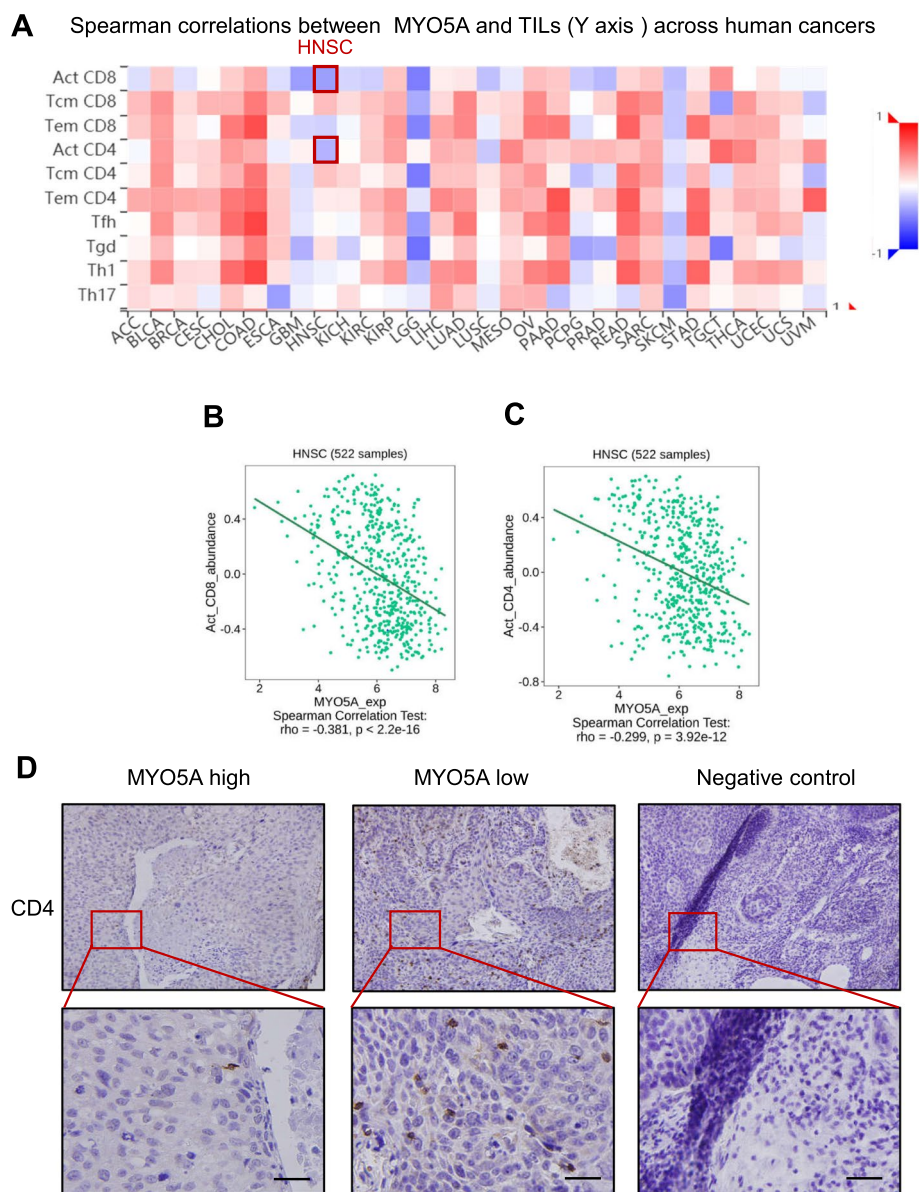 A
Spearman correlations between MYO5A and TILs (Y axis ) across human cancers
HNSC
Act CD8
Tcm CD8
Tem CD8
Act CD4
Tcm CD4
Tem CD4
Tfh
Tgd
Th1
Th17
1
-1
1
ACC
BLCA
BRCA
CESC
CHOL
COAD
ESCA
GBM
HNSC
KICH
KIRC
KIRP
LGG
LIHC
LUAD
LUSC
MESO
OV
PAAD
PCPG
PRAD
READ
SARC
SKCM
STAD
TGCT
THCA
UCEC
UCS
UVM
B
HNSC (522 samples)
Act_CD8_abundance
0.4
0.0
-0.4
2 4 6 8
MYO5A_exp
Spearman Correlation Test:
rho = -0.381, p < 2.2e-16
C
HNSC (522 samples)
Act_CD4_abundance
0.4
0.0
-0.4
-0.8
2 4 6 8
MYO5A_exp
Spearman Correlation Test:
rho = -0.299, p = 3.92e-12
D
MYO5A high
MYO5A low
Negative control
CD4